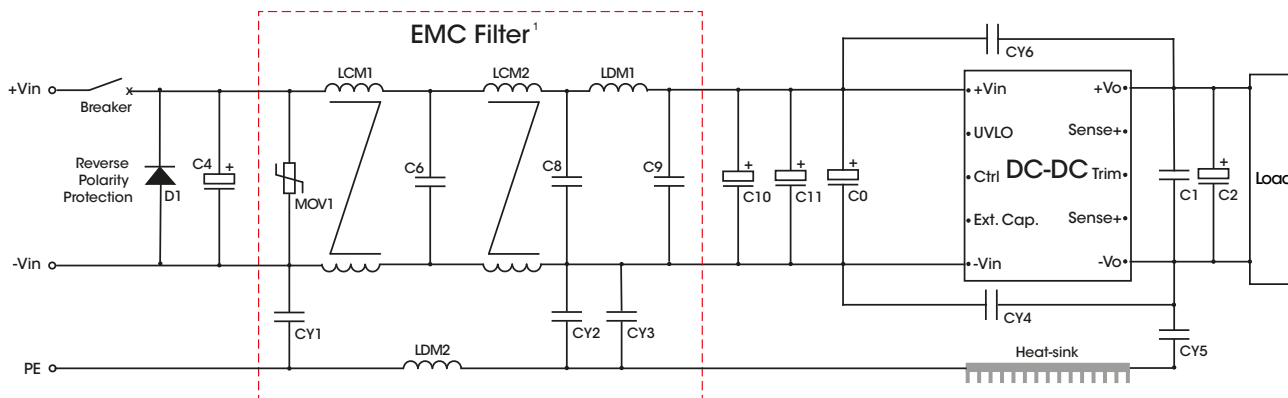 EMC Filter¹
CY6
LCM1
LCM2
LDM1
+Vin
Breaker
x
+Vin
+Vo
UVLO
Sense+
Reverse
Polarity
Protection
D1
C4
+
MOV1
C6
C8
C9
+
C10
+
C11
+
C0
Ctrl
DC-DC
Trim
C1
+
C2
Load
Ext. Cap.
Sense+
-Vin
-Vin
-Vo
CY1
CY2
CY3
CY4
CY5
LDM2
Heat-sink
PE